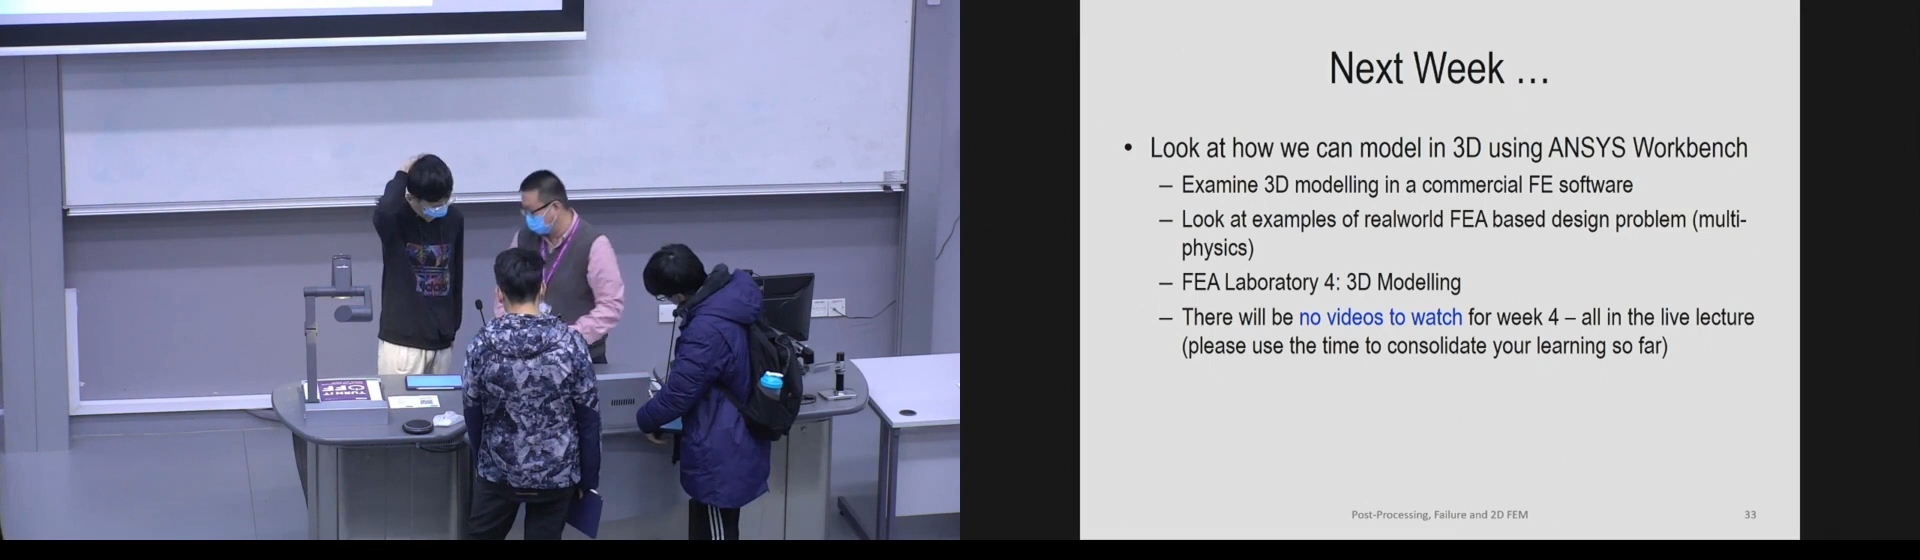 Next Week …
• Look at how we can model in 3D using ANSYS Workbench
– Examine 3D modelling in a commercial FE software
– Look at examples of realworld FEA based design problem (multi-
physics)
– FEA Laboratory 4: 3D Modelling
– There will be no videos to watch for week 4 – all in the live lecture
(please use the time to consolidate your learning so far)
Post-Processing, Failure and 2D FEM
33
TURN IT
OFF